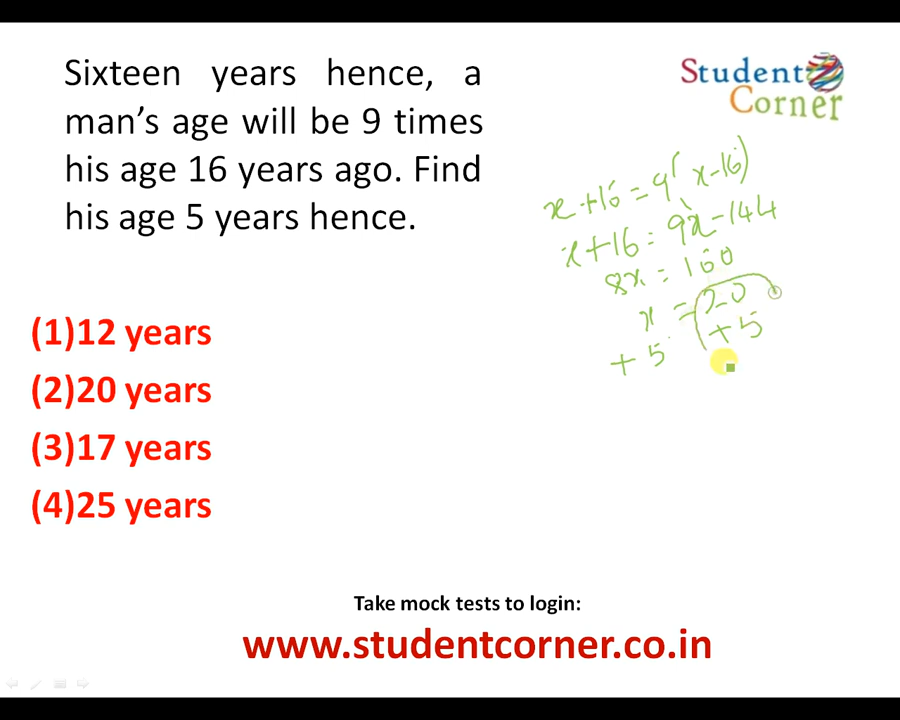 Sixteen years hence, a
man's age will be 9 times
his age 16 years ago. Find
his age 5 years hence.
Student
Corner
x+16 = 9(x-16)
x+16 = 9x-144
8x = 160
x = 20
+5 +5
(1)12 years
(2)20 years
(3)17 years
(4)25 years
Take mock tests to login:
www.studentcorner.co.in